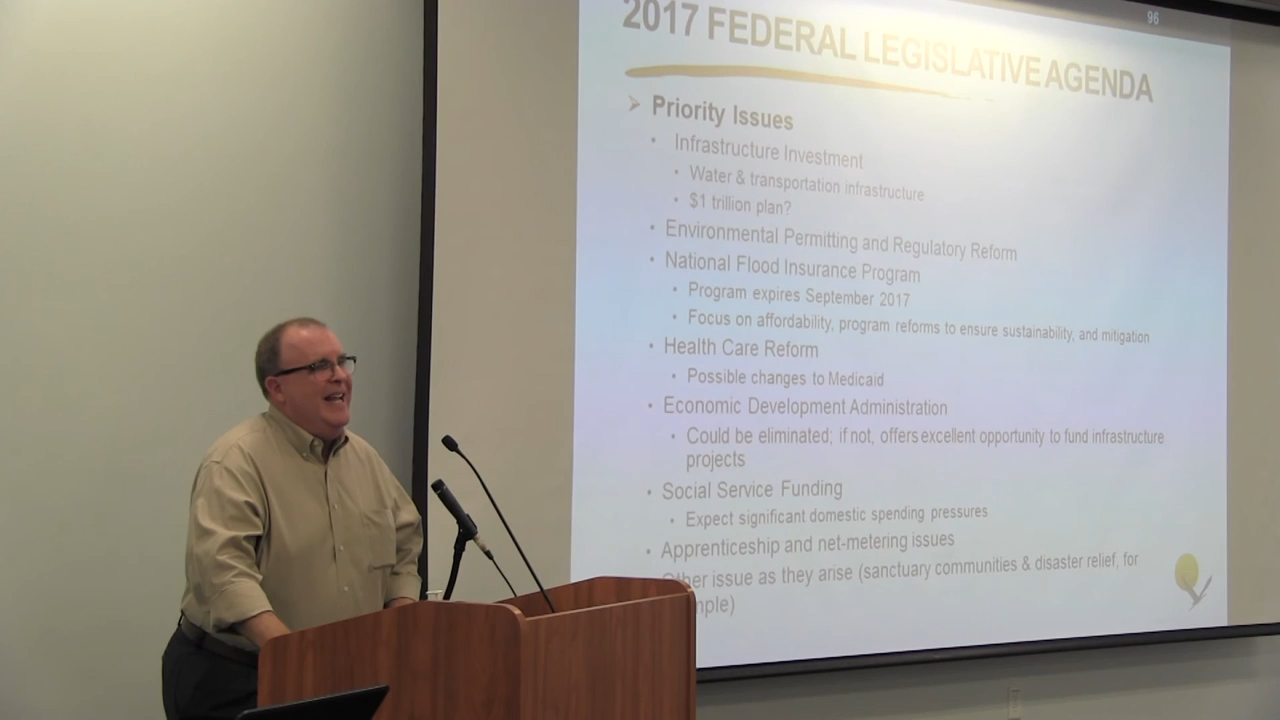 96
2017 FEDERAL LEGISLATIVE AGENDA
Priority Issues
Infrastructure Investment
Water & transportation infrastructure
$1 trillion plan?
Environmental Permitting and Regulatory Reform
National Flood Insurance Program
Program expires September 2017
Focus on affordability, program reforms to ensure sustainability, and mitigation
Health Care Reform
Possible changes to Medicaid
Economic Development Administration
Could be eliminated; if not, offers excellent opportunity to fund infrastructure
projects
Social Service Funding
Expect significant domestic spending pressures
Apprenticeship and net-metering issues
Other issue as they arise (sanctuary communities & disaster relief, for